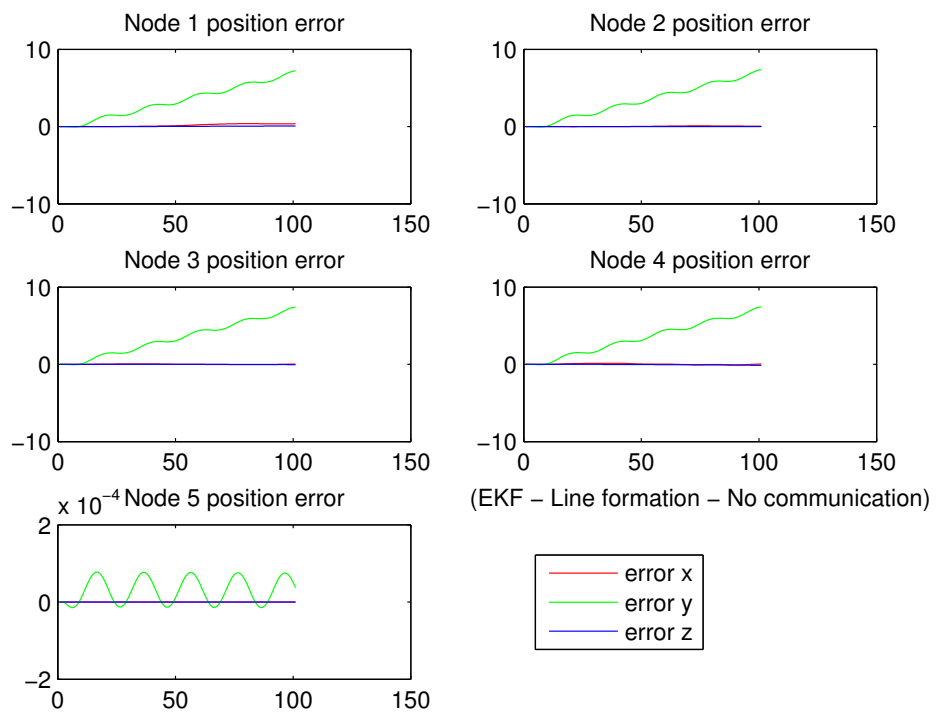 Node 1 position error
10
0
−10
0 50 100 150
Node 2 position error
10
0
−10
0 50 100 150
Node 3 position error
10
0
−10
0 50 100 150
Node 4 position error
10
0
−10
0 50 100 150
x 10−4 Node 5 position error
2
0
−2
0 50 100 150
(EKF − Line formation − No communication)
error x
error y
error z